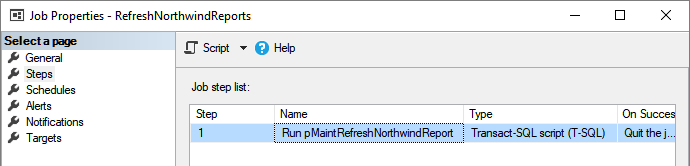 Job Properties - RefreshNorthwindReports
Select a page
General
Steps
Schedules
Alerts
Notifications
Targets
Script Help
Job step list:
Step Name Type On Succes
1 Run pMaintRefreshNorthwindReport Transact-SQL script (T-SQL) Quit the j...